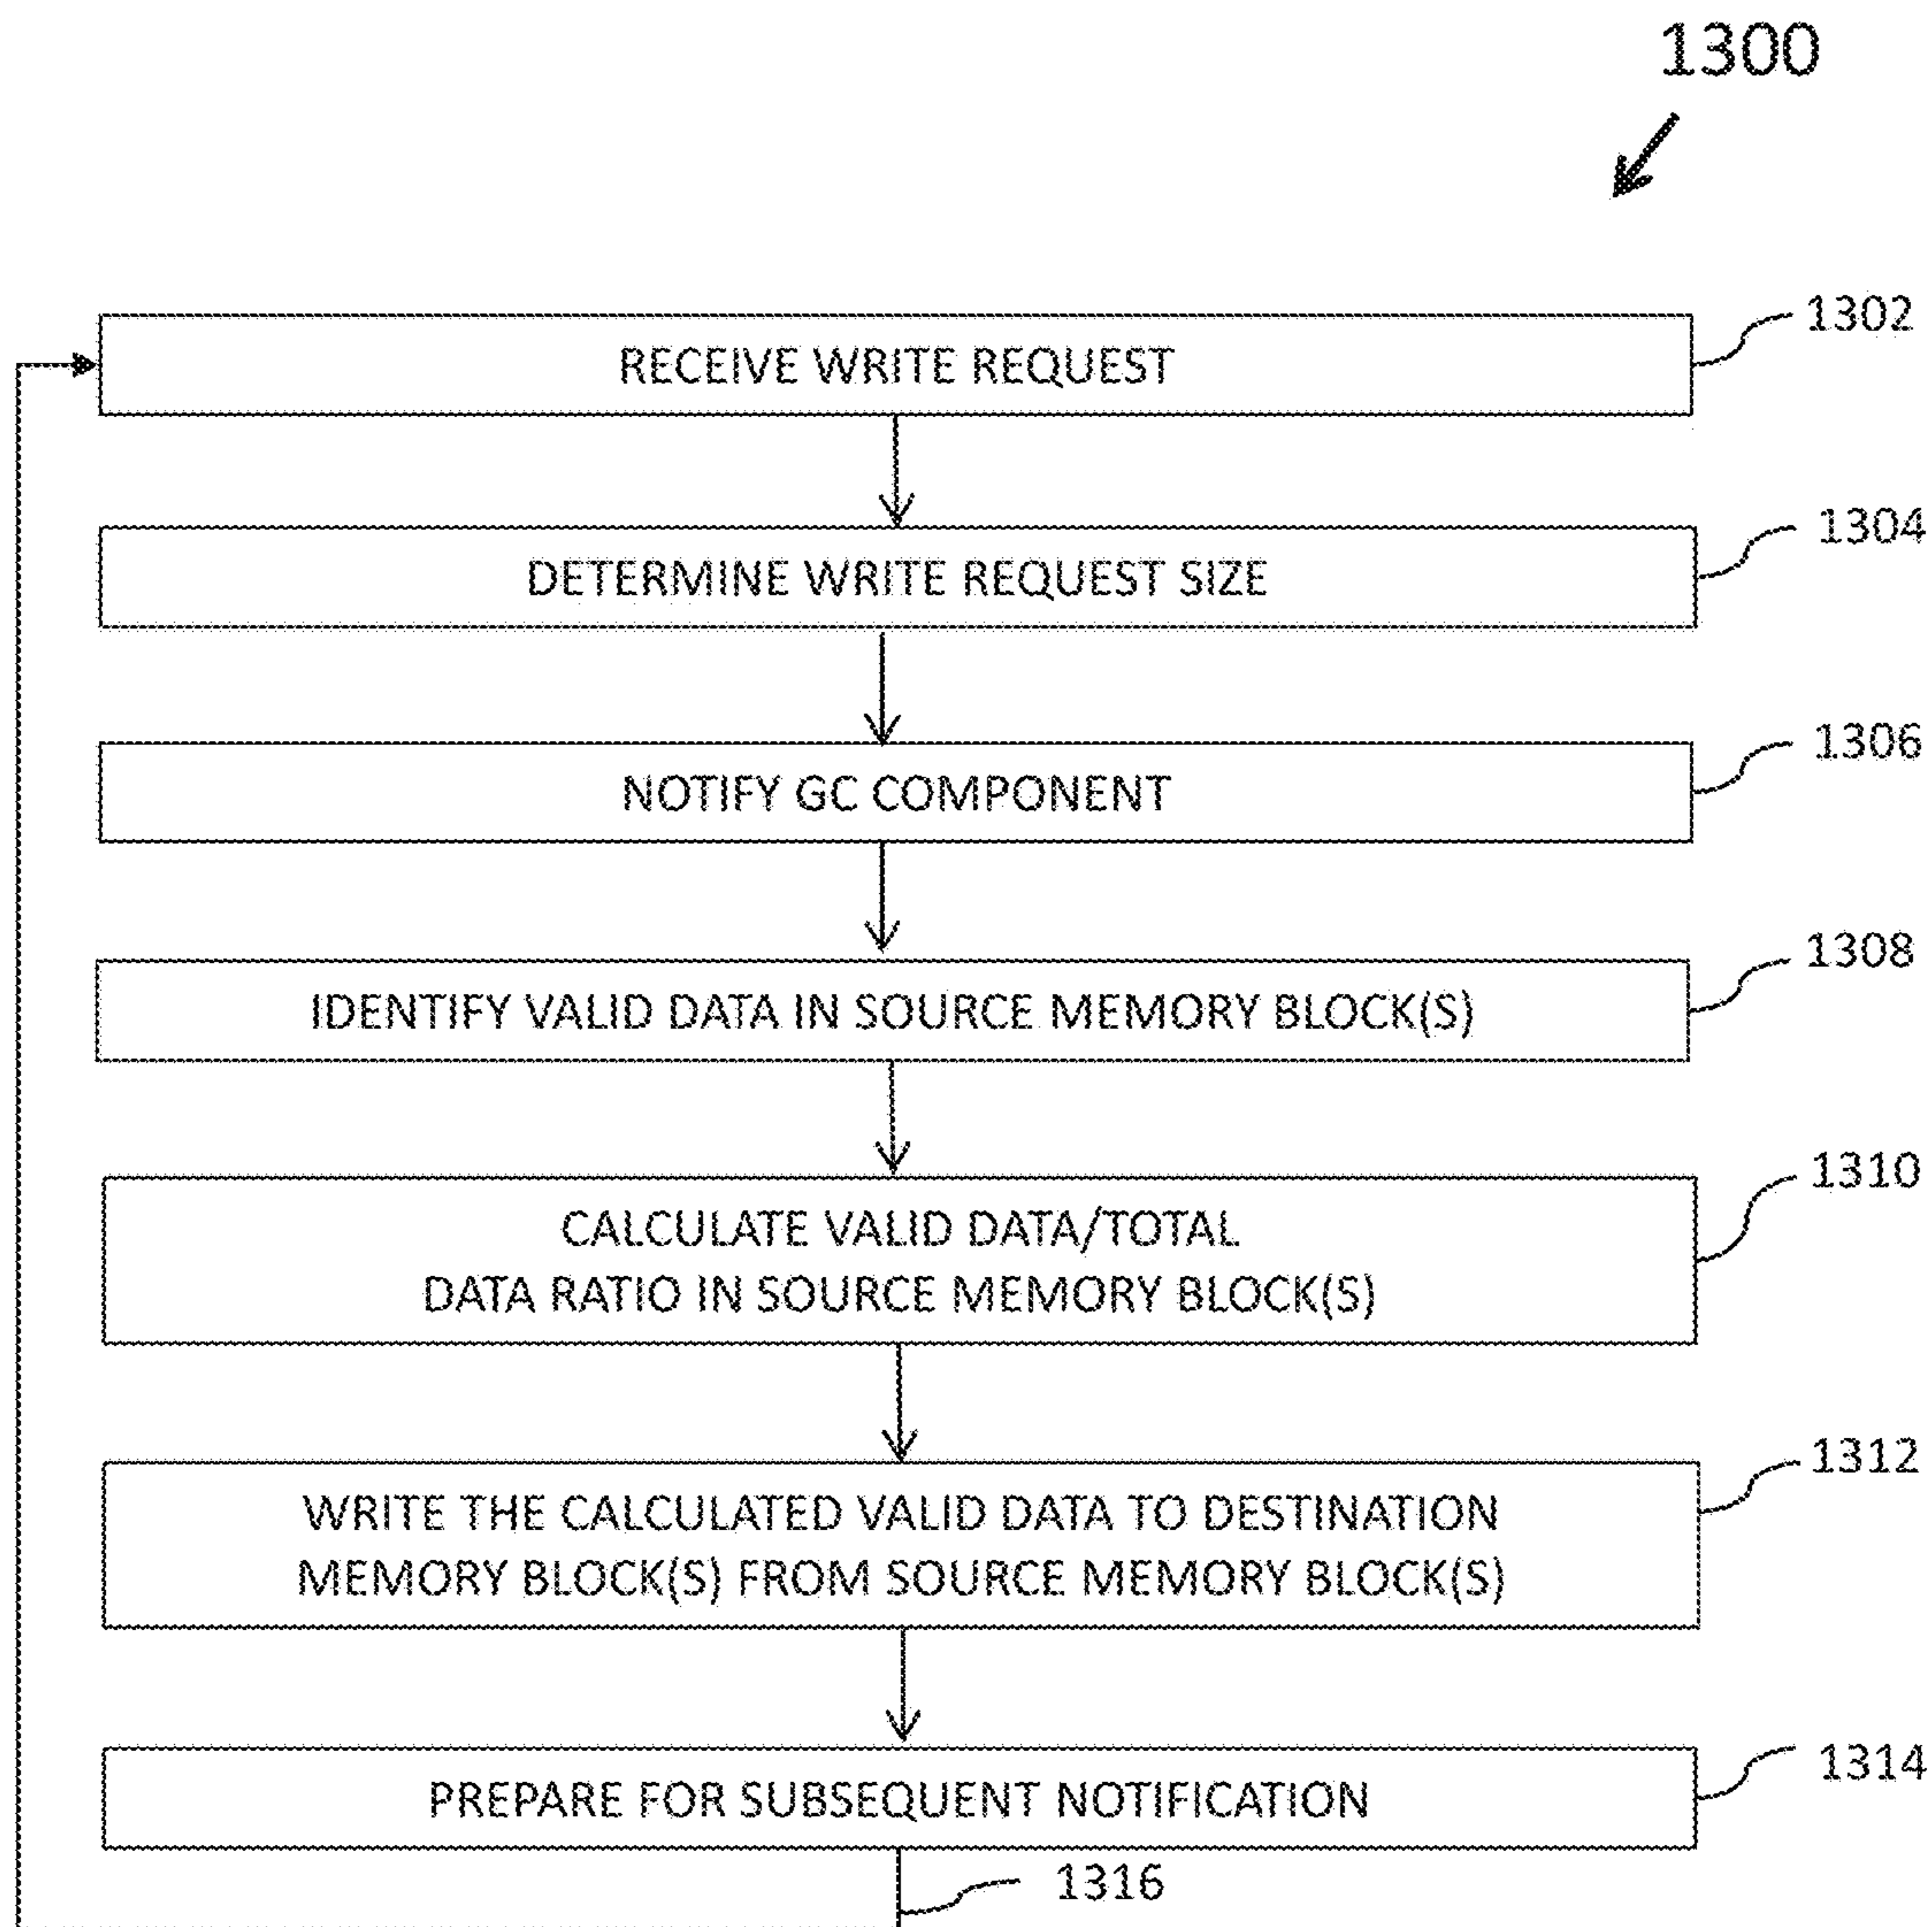 1300
RECEIVE WRITE REQUEST
1302
DETERMINE WRITE REQUEST SIZE
1304
NOTIFY GC COMPONENT
1306
IDENTIFY VALID DATA IN SOURCE MEMORY BLOCK(S)
1308
CALCULATE VALID DATA/TOTAL
DATA RATIO IN SOURCE MEMORY BLOCK(S)
1310
WRITE THE CALCULATED VALID DATA TO DESTINATION
MEMORY BLOCK(S) FROM SOURCE MEMORY BLOCK(S)
1312
PREPARE FOR SUBSEQUENT NOTIFICATION
1314
1316